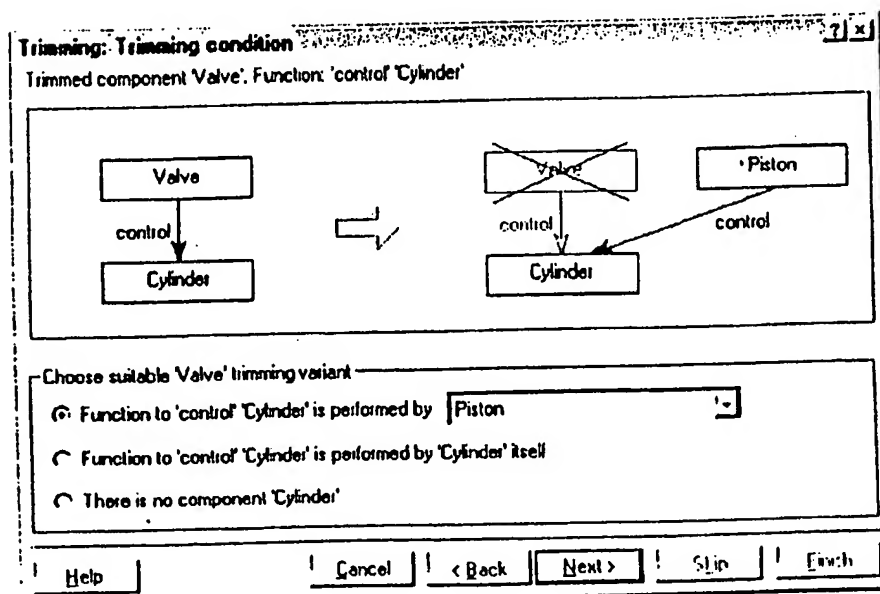 Trimming: Trimming condition
? x
Trimmed component 'Valve'. Function: 'control' 'Cylinder'
Valve
control
Cylinder
Valve
Piston
control
control
Cylinder
Choose suitable 'Valve' trimming variant
Function to 'control' 'Cylinder' is performed by Piston
Function to 'control' 'Cylinder' is performed by 'Cylinder' itself
There is no component 'Cylinder'
Help Cancel < Back Next > Skip Finish